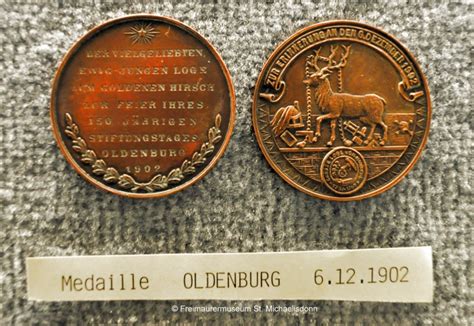 DER VIELGELIEBTEN
EWIG JUNGEN LOGE
ZUM GOLDENEN HIRSCH
ZUR FEIER IHRES
150 JÄHRIGEN
STIFTUNGSTAGES
OLDENBURG
1902
ZUR ERINNERUNG AN DEN 6. DEZEMBER 1902
Medaille OLDENBURG 6.12.1902
© Freimaurermuseum St. Michaelisdonn